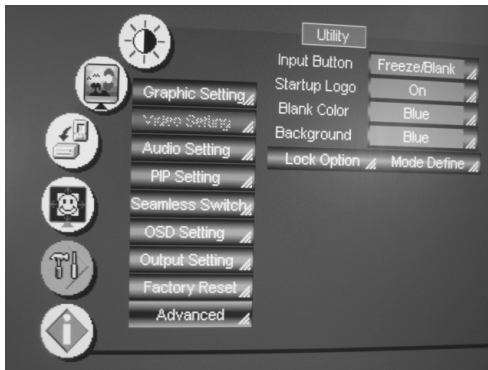 Utility
Input Button Freeze/Blank
Startup Logo On
Blank Color Blue
Background Blue
Lock Option Mode Define
Graphic Setting
Video Setting
Audio Setting
PIP Setting
Seamless Switch
OSD Setting
Output Setting
Factory Reset
Advanced